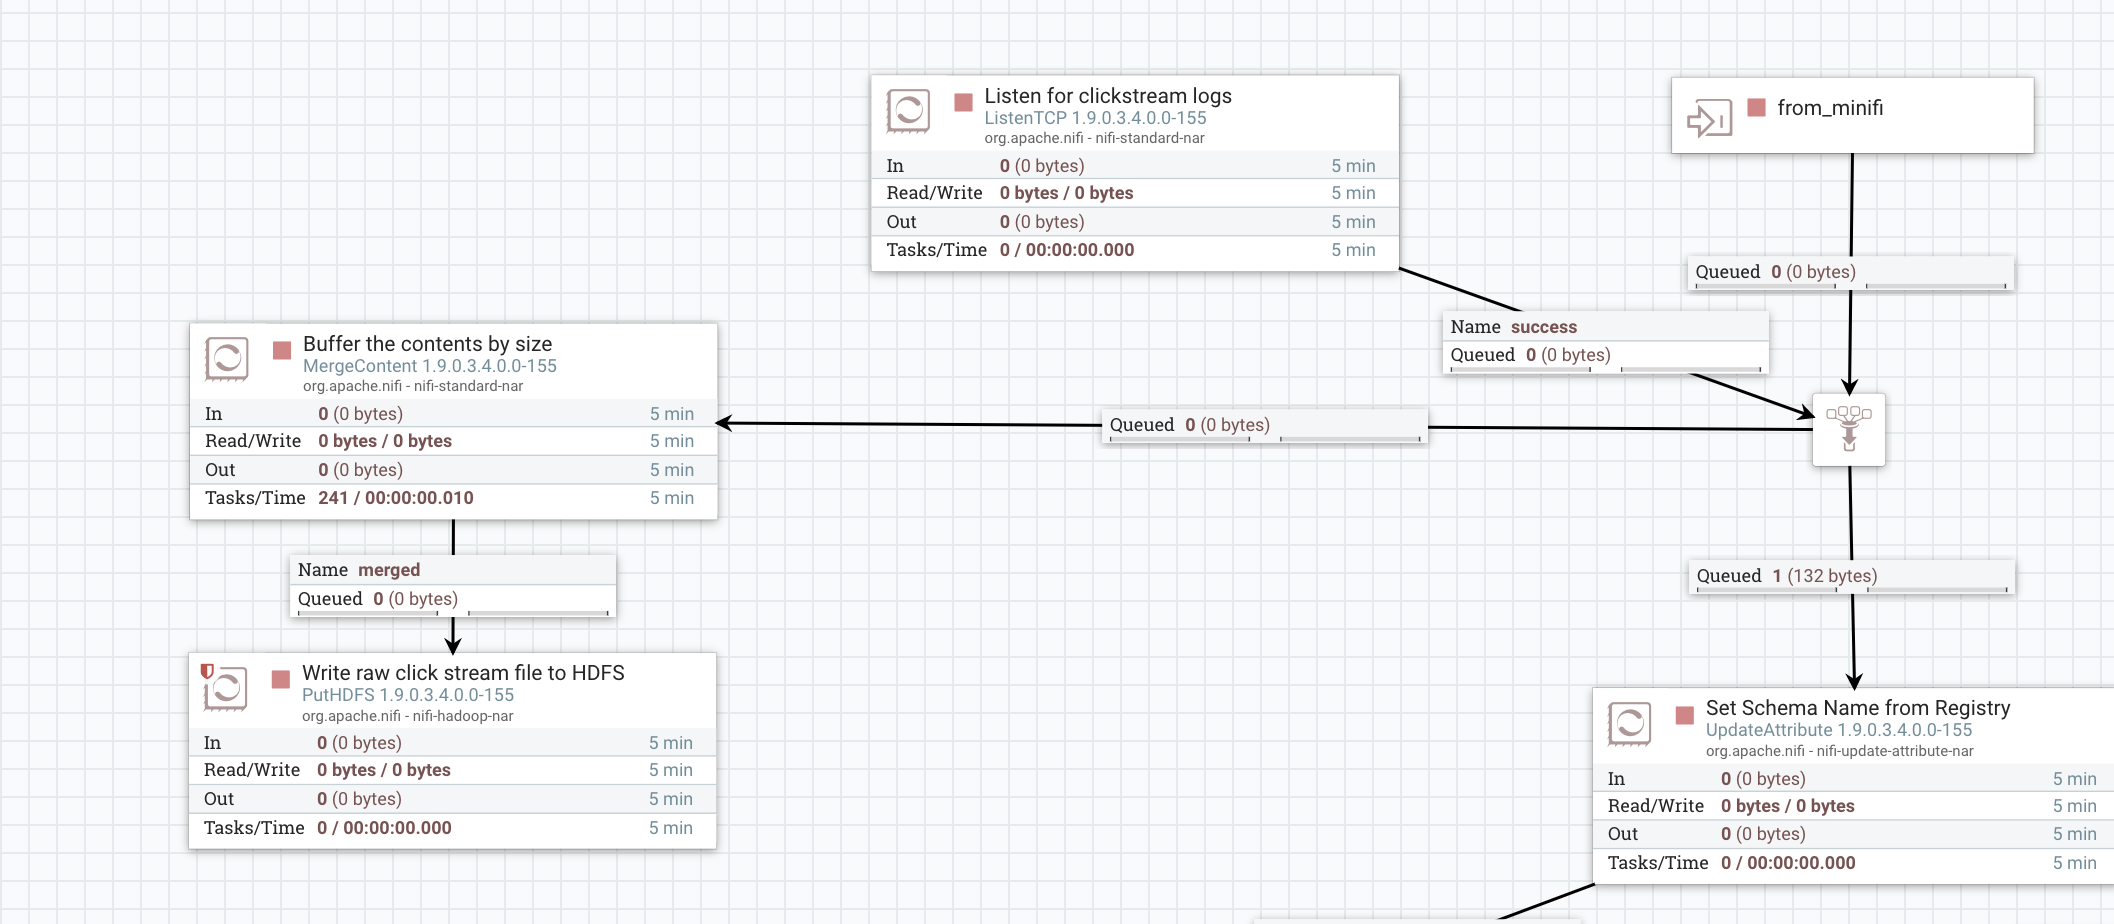 Listen for clickstream logs
ListenTCP 1.9.0.3.4.0.0-155
org.apache.nifi - nifi-standard-nar
In 0 (0 bytes) 5 min
Read/Write 0 bytes / 0 bytes 5 min
Out 0 (0 bytes) 5 min
Tasks/Time 0 / 00:00:00.000 5 min
from_minifi
Queued 0 (0 bytes)
Name success
Queued 0 (0 bytes)
Buffer the contents by size
MergeContent 1.9.0.3.4.0.0-155
org.apache.nifi - nifi-standard-nar
In 0 (0 bytes) 5 min
Read/Write 0 bytes / 0 bytes 5 min
Out 0 (0 bytes) 5 min
Tasks/Time 241 / 00:00:00.010 5 min
Queued 0 (0 bytes)
Name merged
Queued 0 (0 bytes)
Queued 1 (132 bytes)
Write raw click stream file to HDFS
PutHDFS 1.9.0.3.4.0.0-155
org.apache.nifi - nifi-hadoop-nar
In 0 (0 bytes) 5 min
Read/Write 0 bytes / 0 bytes 5 min
Out 0 (0 bytes) 5 min
Tasks/Time 0 / 00:00:00.000 5 min
Set Schema Name from Registry
UpdateAttribute 1.9.0.3.4.0.0-155
org.apache.nifi - nifi-update-attribute-nar
In 0 (0 bytes) 5 min
Read/Write 0 bytes / 0 bytes 5 min
Out 0 (0 bytes) 5 min
Tasks/Time 0 / 00:00:00.000 5 min